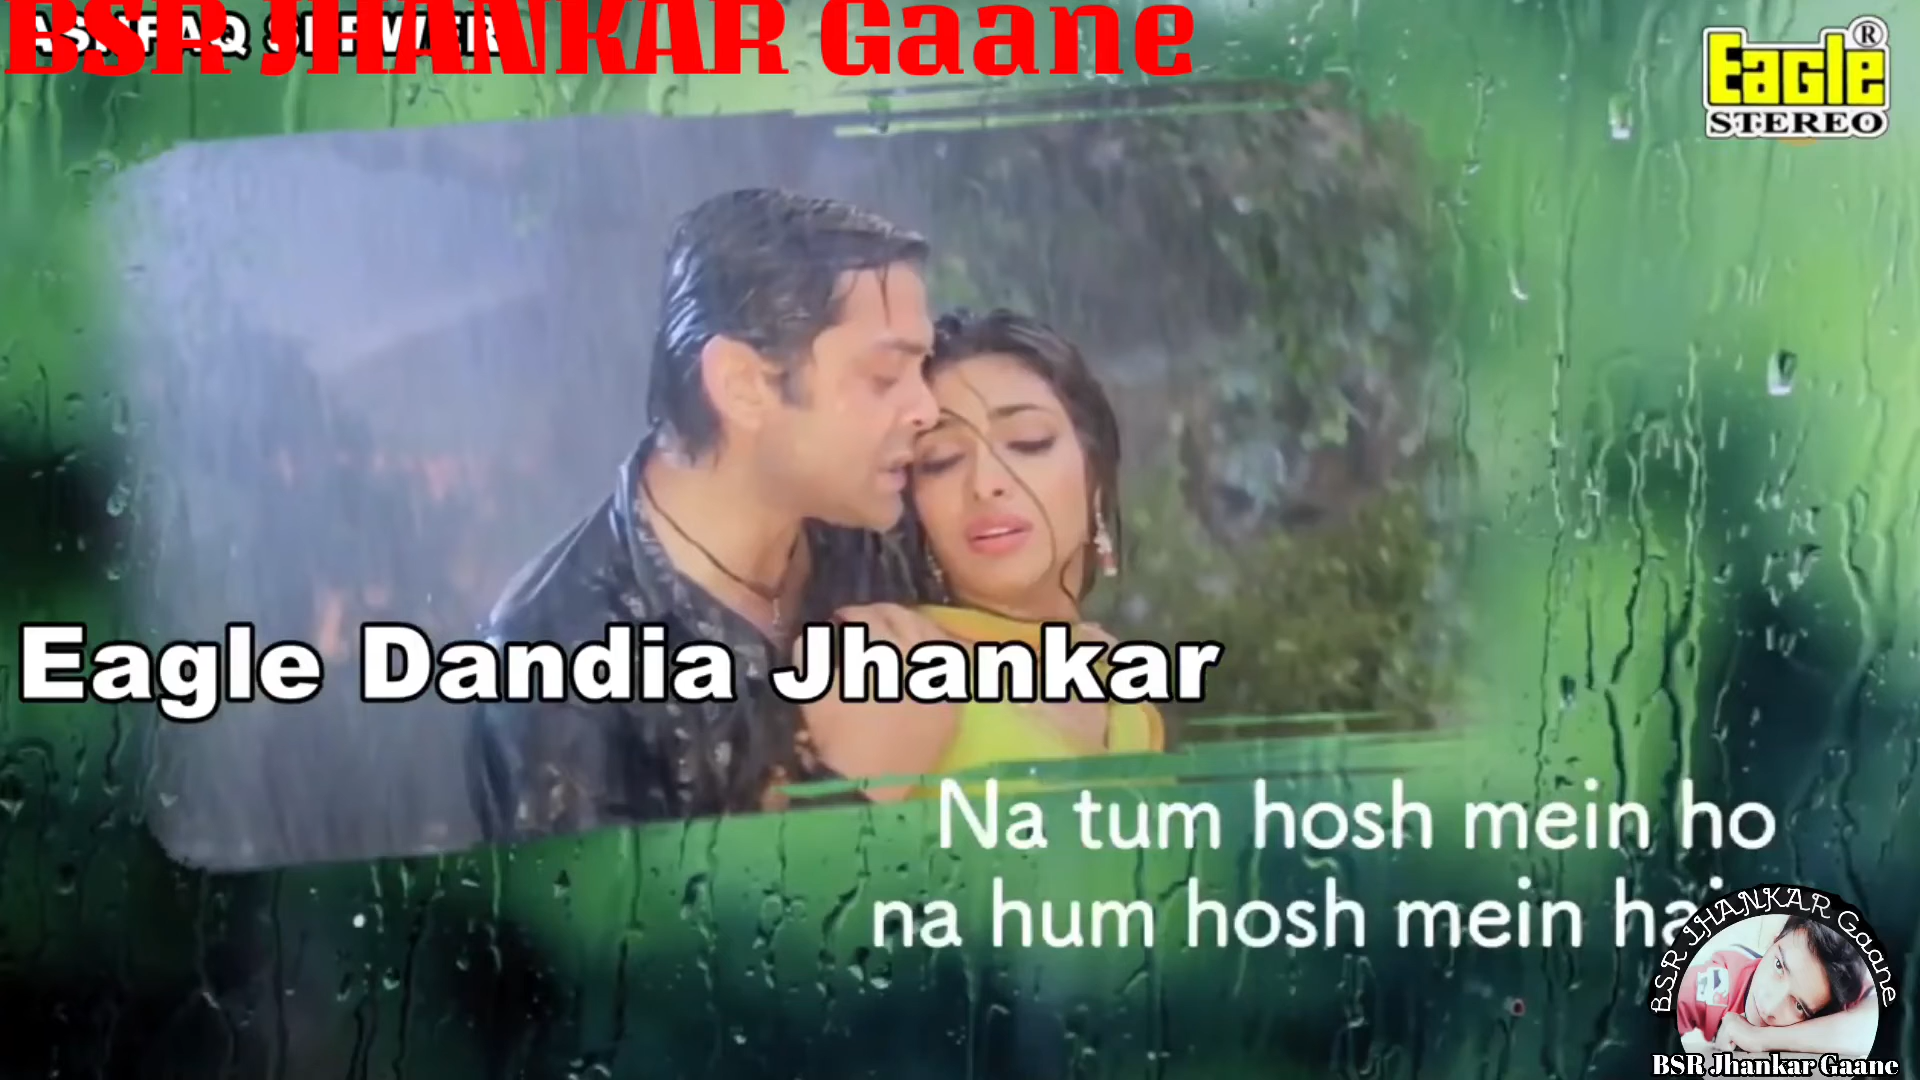 BSR JHANKAR Gaane
Eagle®
STEREO
Eagle Dandia Jhankar
Na tum hosh mein ho
na hum hosh mein
BSR JHANKAR Gaane
BSR Jhankar Gaane